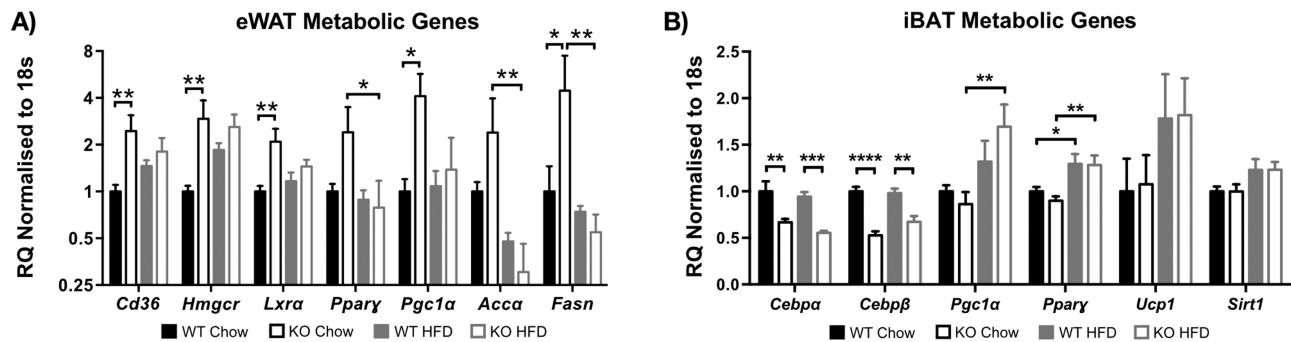 A)
eWAT Metabolic Genes
RQ Normalised to 18s
8
4
2
1
0.5
0.25
** ** ** * * ** * **
Cd36 Hmgcr Lxrα Pparɣ Pgc1α Accα Fasn
WT Chow KO Chow WT HFD KO HFD
B)
iBAT Metabolic Genes
RQ Normalised to 18s
2.5
2.0
1.5
1.0
0.5
0.0
** *** **** ** ** * **
Cebpα Cebpβ Pgc1α Pparɣ Ucp1 Sirt1
WT Chow KO Chow WT HFD KO HFD